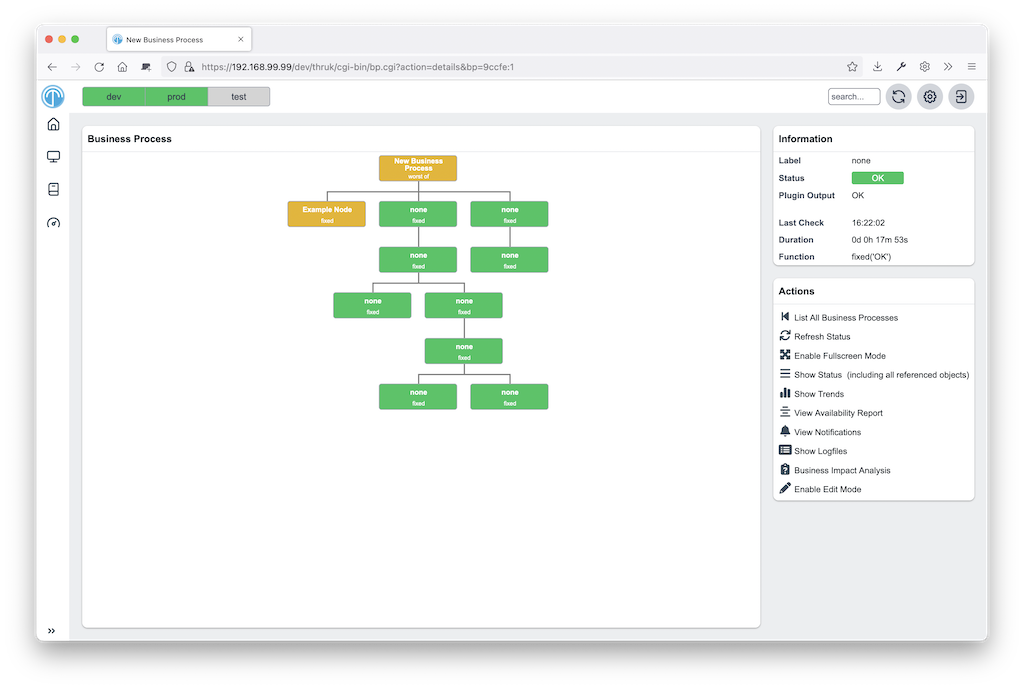 New Business Process
https://192.168.99.99/dev/thruk/cgi-bin/bp.cgi?action=details&bp=9ccfe:1
dev prod test
search...
Business Process
New Business
Process
worst of
Example Node
fixed
none
fixed
none
fixed
none
fixed
none
fixed
none
fixed
none
fixed
none
fixed
none
fixed
none
fixed
Information
Label none
Status OK
Plugin Output OK
Last Check 16:22:02
Duration 0d 0h 17m 53s
Function fixed('OK')
Actions
List All Business Processes
Refresh Status
Enable Fullscreen Mode
Show Status (including all referenced objects)
Show Trends
View Availability Report
View Notifications
Show Logfiles
Business Impact Analysis
Enable Edit Mode